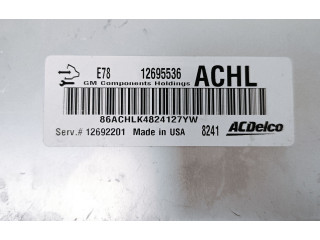 E78 12695536 ACHL
GM Components Holdings
86ACHLK4824127YW
Serv.# 12692201 Made in USA 8241 ACDelco